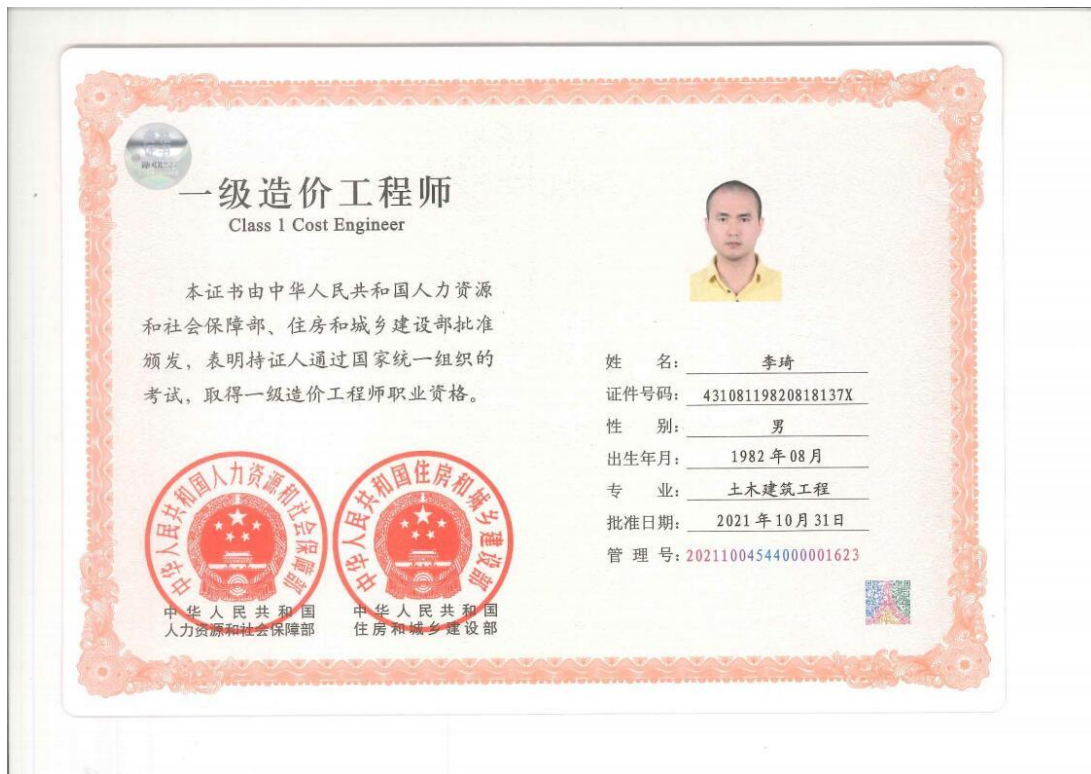 一级造价工程师
Class 1 Cost Engineer
本证书由中华人民共和国人力资源
和社会保障部、住房和城乡建设部批准
颁发，表明持证人通过国家统一组织的
考试，取得一级造价工程师职业资格。
中华人民共和国人力资源和社会保障部
中华人民共和国
人力资源和社会保障部
中华人民共和国住房和城乡建设部
中华人民共和国
住房和城乡建设部
姓 名：李琦
证件号码：43108119820818137X
性 别：男
出生年月：1982年08月
专 业：土木建筑工程
批准日期：2021年10月31日
管 理 号：20211004544000001623